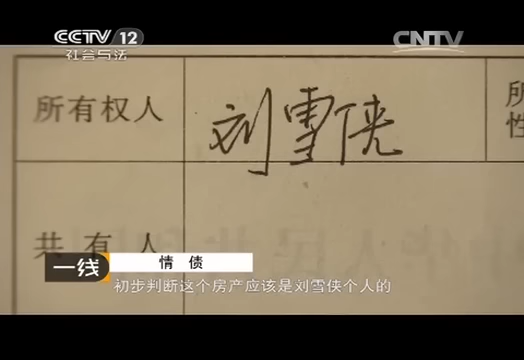 CCTV 12
社会与法
CNTV
所有权人
刘雪侠
所
性
共有人
一线
情债
初步判断这个房产应该是刘雪侠个人的